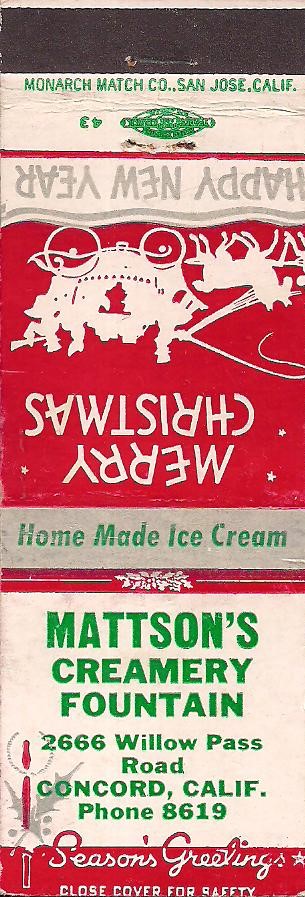 MONARCH MATCH CO., SAN JOSE, CALIF.
43
HAPPY NEW YEAR
MERRY
CHRISTMAS
Home Made Ice Cream
MATTSON'S
CREAMERY
FOUNTAIN
2666 Willow Pass
Road
CONCORD, CALIF.
Phone 8619
Season's Greetings
CLOSE COVER FOR SAFETY